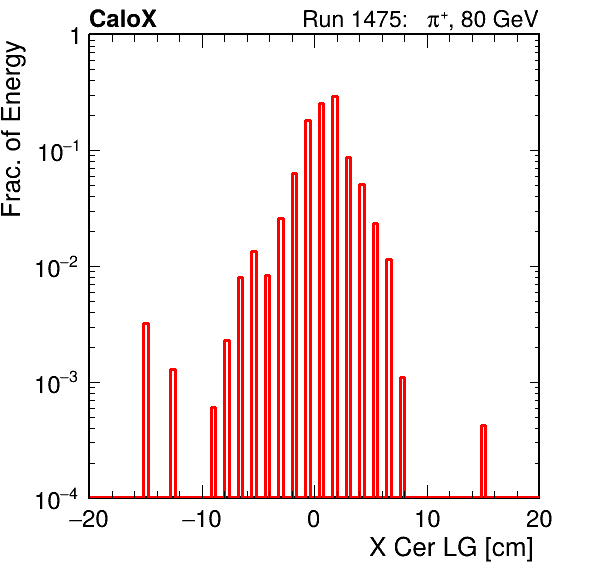 CaloX Run 1475: π⁺, 80 GeV
Frac. of Energy
1
10⁻¹
10⁻²
10⁻³
10⁻⁴
−20 −10 0 10 20
X Cer LG [cm]